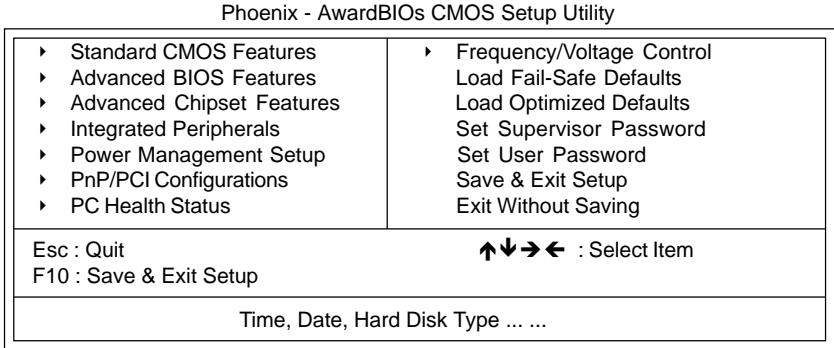 Phoenix - AwardBIOs CMOS Setup Utility
‣ Standard CMOS Features
‣ Advanced BIOS Features
‣ Advanced Chipset Features
‣ Integrated Peripherals
‣ Power Management Setup
‣ PnP/PCI Configurations
‣ PC Health Status
‣ Frequency/Voltage Control
Load Fail-Safe Defaults
Load Optimized Defaults
Set Supervisor Password
Set User Password
Save & Exit Setup
Exit Without Saving
Esc : Quit
F10 : Save & Exit Setup
↑↓→← : Select Item
Time, Date, Hard Disk Type ... ...